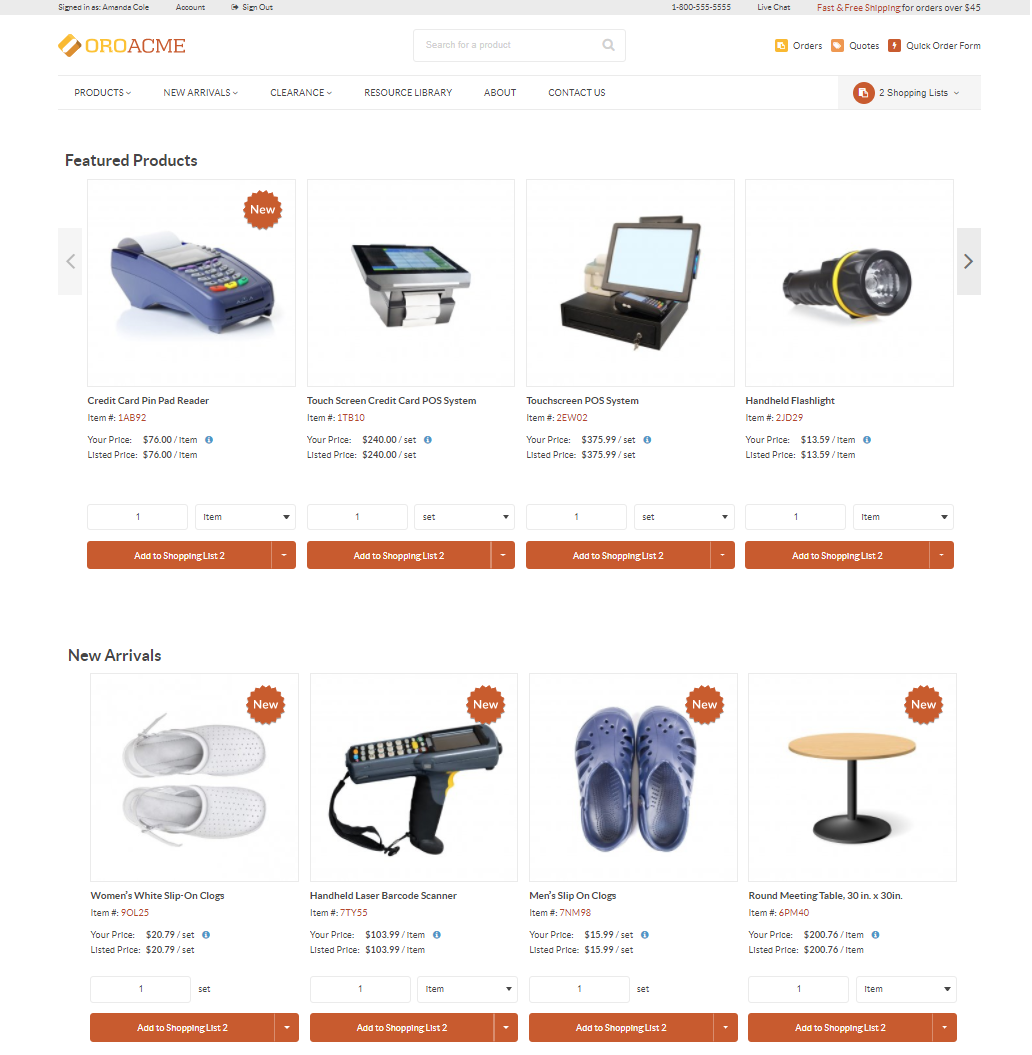 Signed in as: Amanda Cole Account Sign Out 1-800-555-5555 Live Chat Fast & Free Shipping for orders over $45
OROACME Search for a product Orders Quotes Quick Order Form
PRODUCTS NEW ARRIVALS CLEARANCE RESOURCE LIBRARY ABOUT CONTACT US 2 Shopping Lists
Featured Products
New
Credit Card Pin Pad Reader Touch Screen Credit Card POS System Touchscreen POS System Handheld Flashlight
Item #: 1AB92 Item #: 1TB10 Item #: 2EW02 Item #: 2JD29
Your Price: $76.00 / Item Your Price: $240.00 / set Your Price: $375.99 / set Your Price: $13.59 / Item
Listed Price: $76.00 / Item Listed Price: $240.00 / set Listed Price: $375.99 / set Listed Price: $13.59 / Item
1 Item 1 set 1 set 1 Item
Add to Shopping List 2 Add to Shopping List 2 Add to Shopping List 2 Add to Shopping List 2
New Arrivals
New New New New
Women's White Slip-On Clogs Handheld Laser Barcode Scanner Men's Slip On Clogs Round Meeting Table, 30 in. x 30in.
Item #: 9OL25 Item #: 7TY55 Item #: 7NM98 Item #: 6PM40
Your Price: $20.79 / set Your Price: $103.99 / Item Your Price: $15.99 / set Your Price: $200.76 / Item
Listed Price: $20.79 / set Listed Price: $103.99 / Item Listed Price: $15.99 / set Listed Price: $200.76 / Item
1 set 1 Item 1 set 1 Item
Add to Shopping List 2 Add to Shopping List 2 Add to Shopping List 2 Add to Shopping List 2